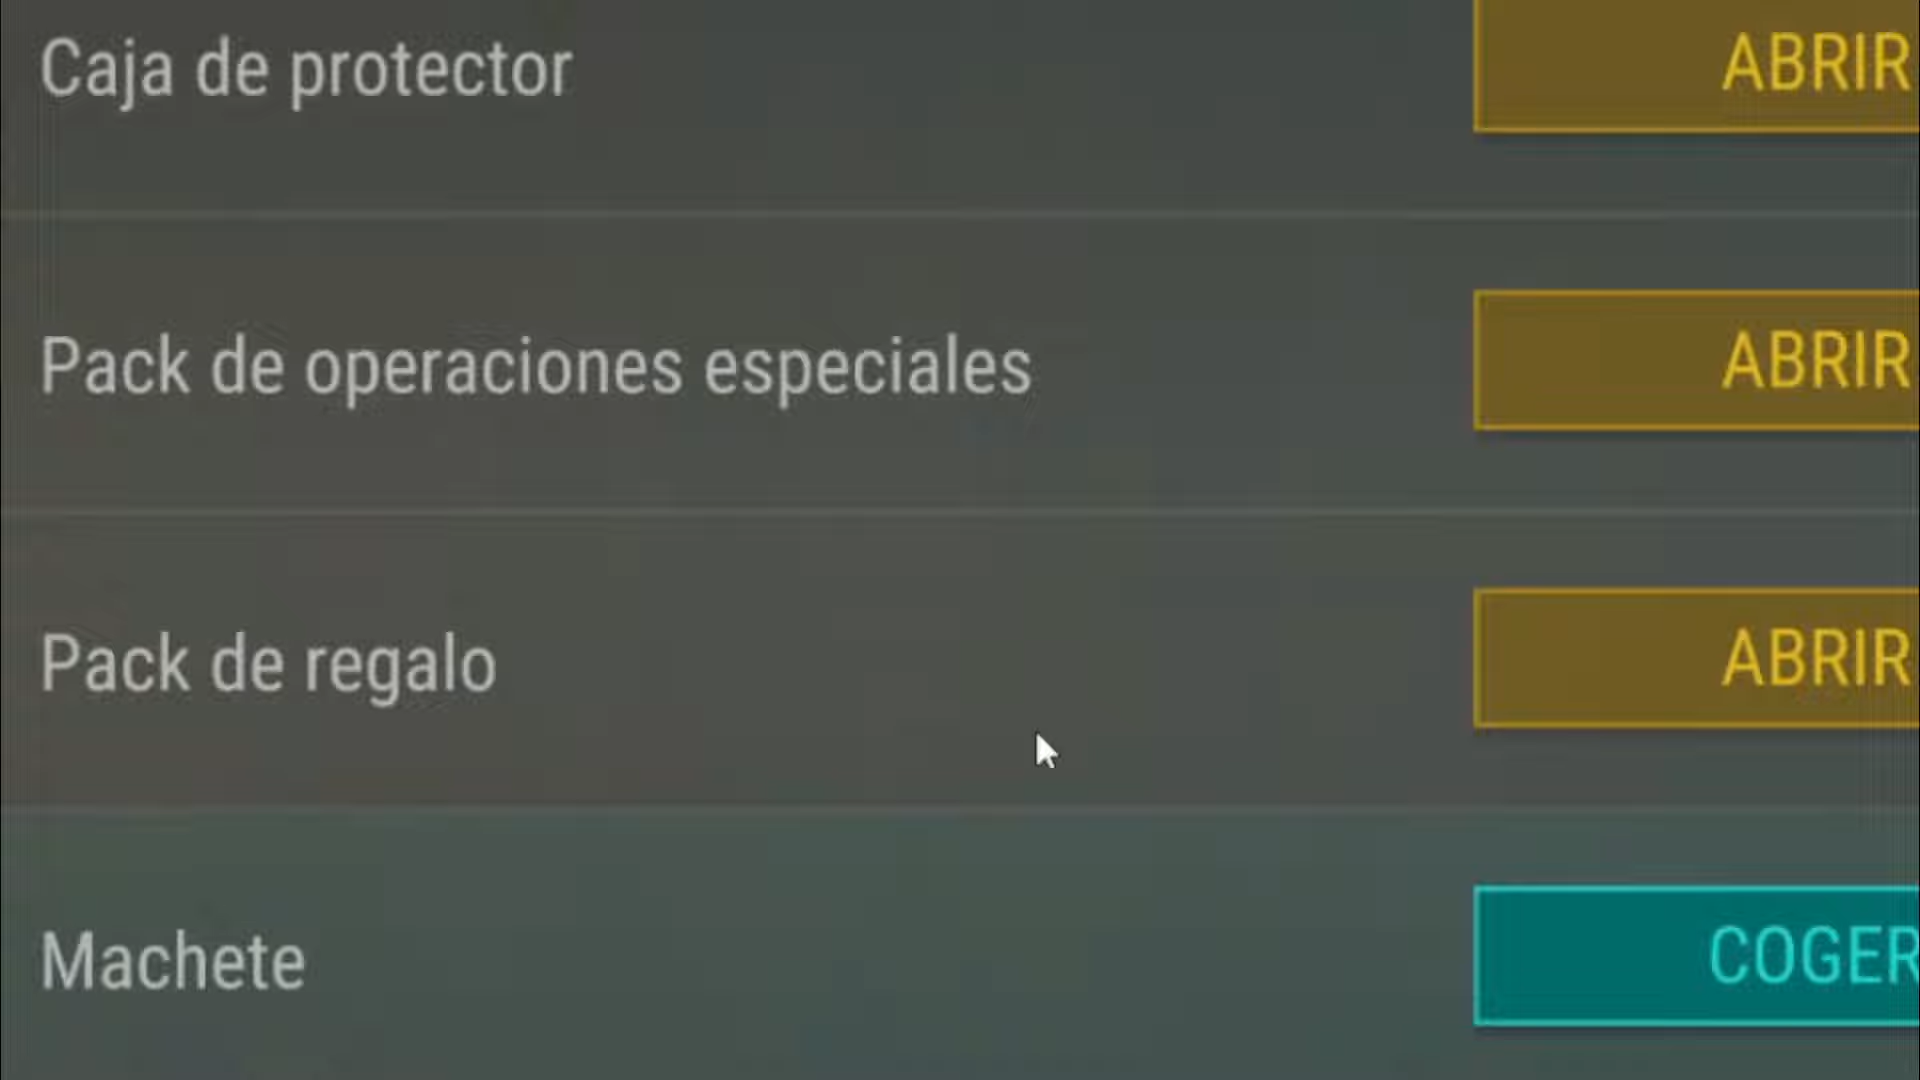 Caja de protector ABRIR
Pack de operaciones especiales ABRIR
Pack de regalo ABRIR
Machete COGER